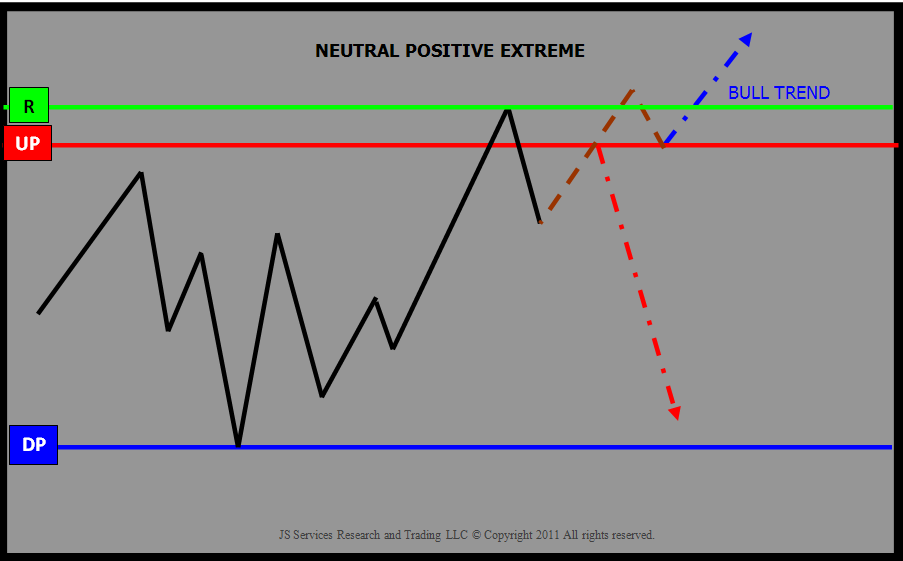 NEUTRAL POSITIVE EXTREME
BULL TREND
R
UP
DP
JS Services Research and Trading LLC © Copyright 2011 All rights reserved.